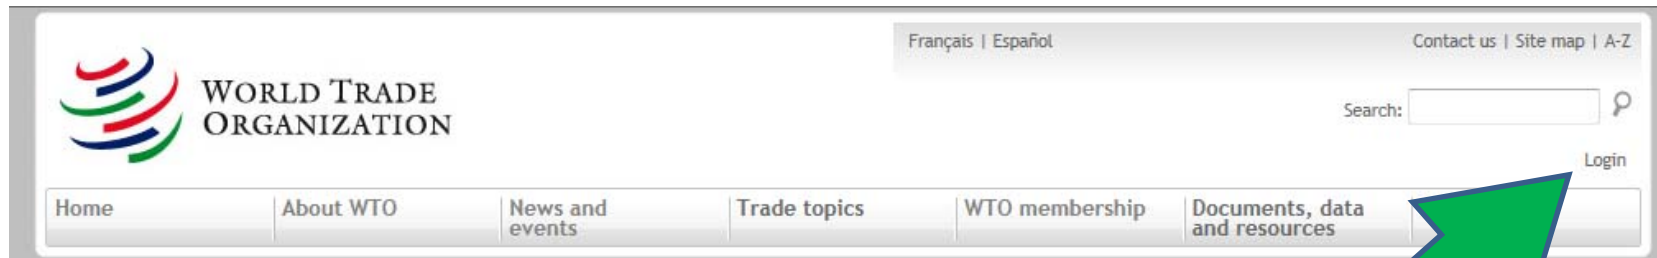 Français | Español
Contact us | Site map | A-Z
WORLD TRADE
ORGANIZATION
Search:
Login
Home
About WTO
News and
events
Trade topics
WTO membership
Documents, data
and resources